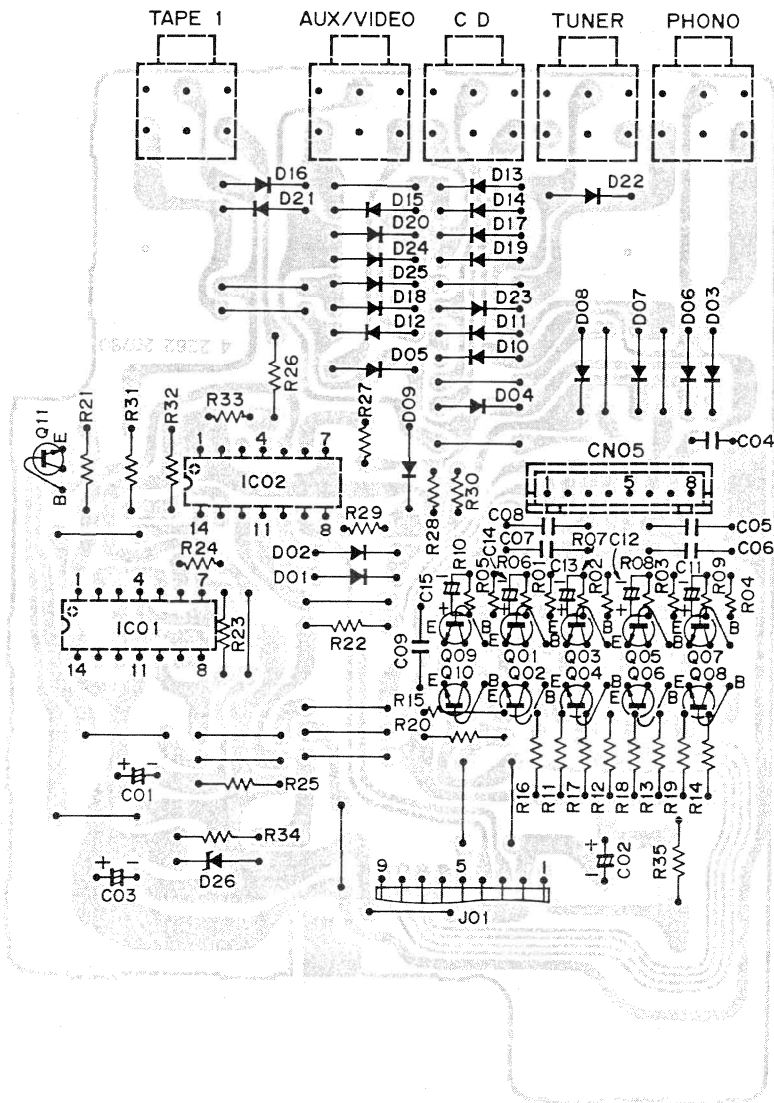 TAPE 1 AUX/VIDEO C D TUNER PHONO
D16 D13 D22
D21 D15 D14
D20 D17
D24 D19
D25
D18 D23 D08 D07 D06 D03
D12 D11
D05 D10
R26
D04
Q11 R21 R31 R32 R33 R27 D09
E 1 4 7 C04
IC02 CN05
B 5 8
14 11 8 R28 R30
R29 C08 C05
R24 D02 C07 C06
D01
C15 R10 R05 C14 R06 R01 C13 R07 R02 C12 R08 R03 C11 R09 R04
1 4 7
IC01 R23 R22 C09
14 11 8
E B E B E B E B E B
Q09 Q01 Q03 Q05 Q07
Q10 Q02 Q04 Q06 Q08
E B E B E B E B E B
R15
R20
+ -
C01 R25 R16 R11 R17 R12 R18 R13 R19 R14
R34
+ - + -
C03 D26 C02 R35
9 5 1
J01